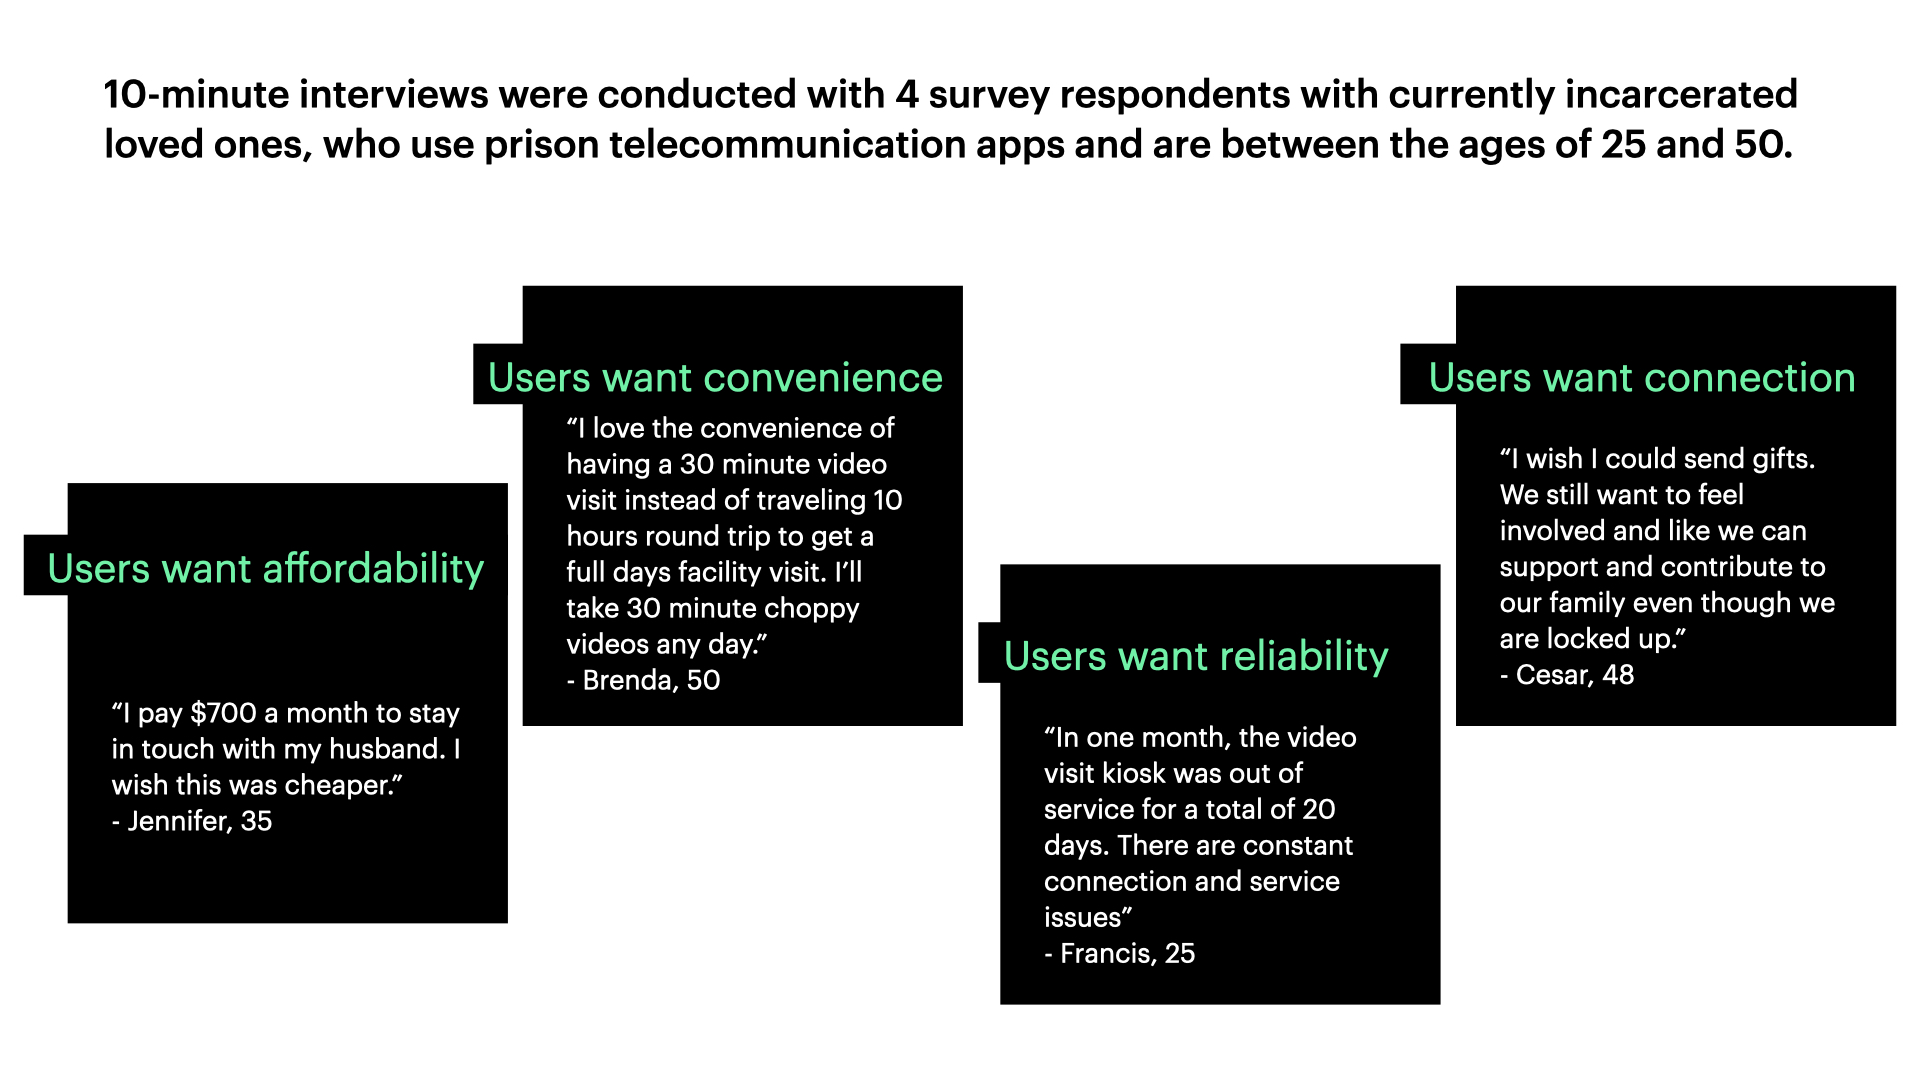 10-minute interviews were conducted with 4 survey respondents with currently incarcerated
loved ones, who use prison telecommunication apps and are between the ages of 25 and 50.
Users want affordability
“I pay $700 a month to stay
in touch with my husband. I
wish this was cheaper.”
- Jennifer, 35
Users want convenience
“I love the convenience of
having a 30 minute video
visit instead of traveling 10
hours round trip to get a
full days facility visit. I’ll
take 30 minute choppy
videos any day.”
- Brenda, 50
Users want reliability
“In one month, the video
visit kiosk was out of
service for a total of 20
days. There are constant
connection and service
issues”
- Francis, 25
Users want connection
“I wish I could send gifts.
We still want to feel
involved and like we can
support and contribute to
our family even though we
are locked up.”
- Cesar, 48